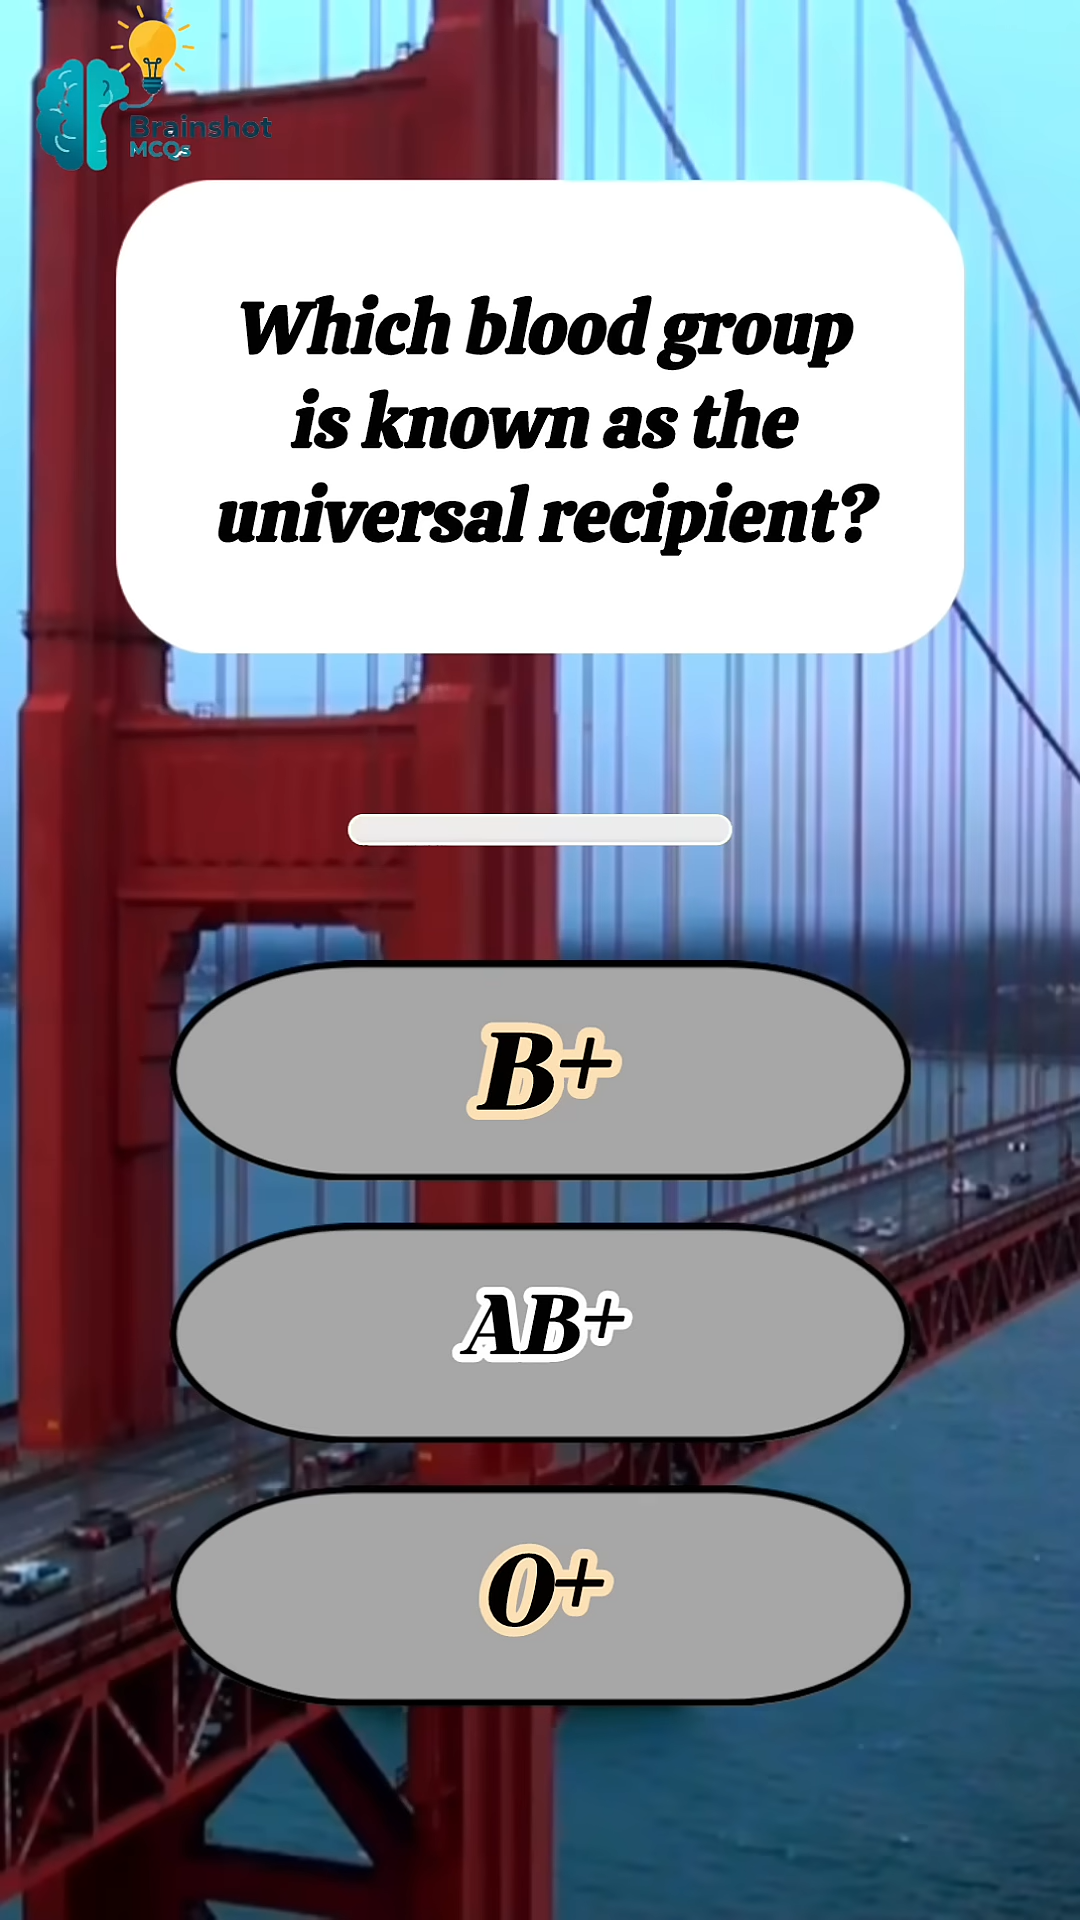 Brainshot
MCQs
Which blood group
is known as the
universal recipient?
B+
AB+
O+